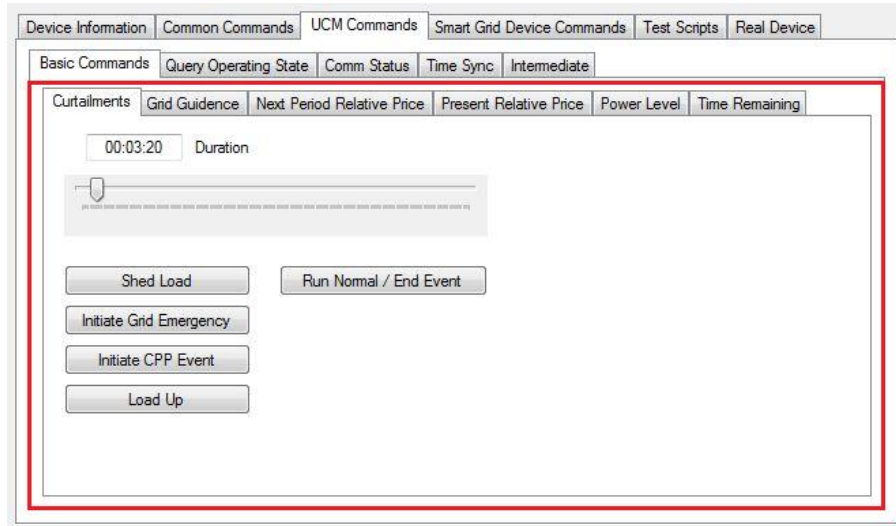 Device Information Common Commands UCM Commands Smart Grid Device Commands Test Scripts Real Device
Basic Commands Query Operating State Comm Status Time Sync Intermediate
Curtailments Grid Guidence Next Period Relative Price Present Relative Price Power Level Time Remaining
00:03:20 Duration
Shed Load Run Normal / End Event
Initiate Grid Emergency
Initiate CPP Event
Load Up